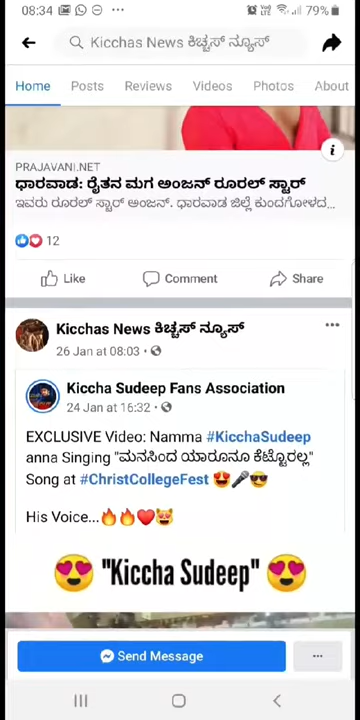 08:34
79%
Kicchas News ಕಿಚ್ಚಸ್ ನ್ಯೂಸ್
Home Posts Reviews Videos Photos About
PRAJAVANI.NET
ಧಾರವಾಡ: ರೈತನ ಮಗ ಅಂಜನ್ ರೂರಲ್ ಸ್ಟಾರ್
ಇವರು ರೂರಲ್ ಸ್ಟಾರ್ ಅಂಜನ್. ಧಾರವಾಡ ಜಿಲ್ಲೆ ಕುಂದಗೋಳದ...
12
Like Comment Share
Kicchas News ಕಿಚ್ಚಸ್ ನ್ಯೂಸ್
26 Jan at 08:03
Kiccha Sudeep Fans Association
24 Jan at 16:32
EXCLUSIVE Video: Namma #KicchaSudeep
anna Singing "ಮನಸಿಂದ ಯಾರೂನೂ ಕೆಟ್ಟೋರಲ್ಲ"
Song at #ChristCollegeFest 😍🎤😎
His Voice...🔥🔥❤️😻
😍 "Kiccha Sudeep" 😍
Send Message